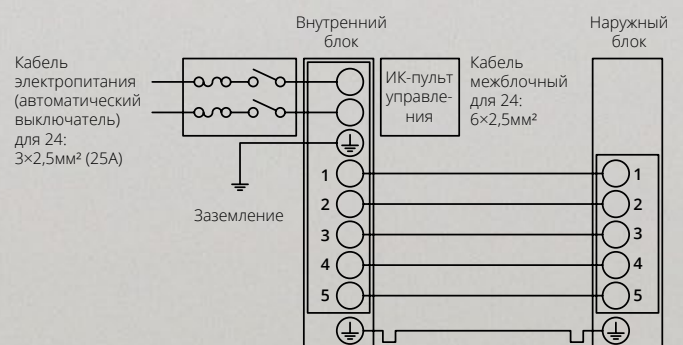 Внутренний
блок
Наружный
блок
Кабель
электропитания
(автоматический
выключатель)
для 24:
3×2,5мм² (25А)
ИК-пульт
управле-
ния
Кабель
межблочный
для 24:
6×2,5мм²
Заземление
1
2
3
4
5
1
2
3
4
5